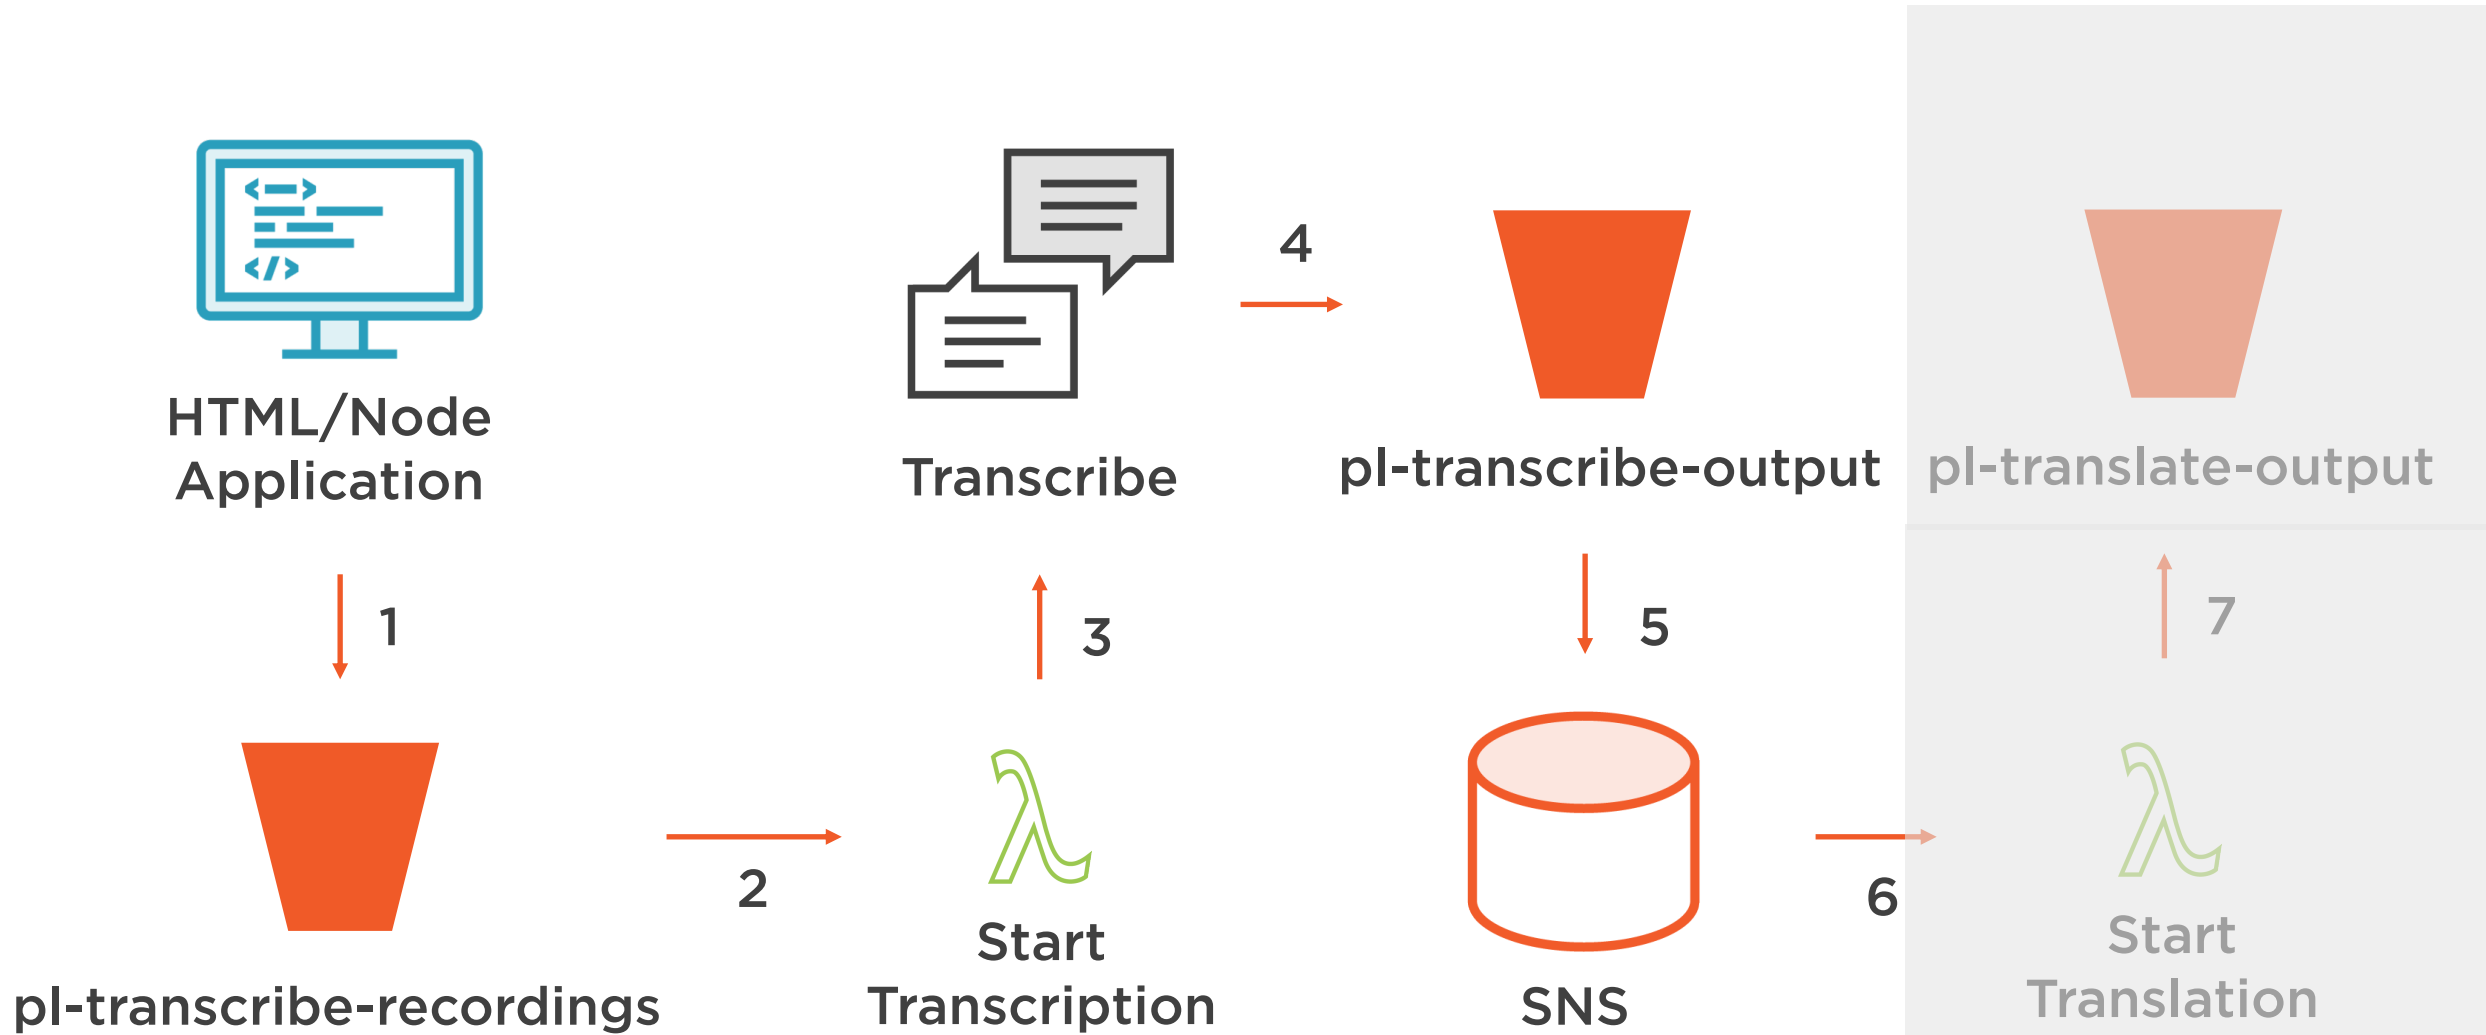 HTML/Node
Application
1
pl-transcribe-recordings
2
Start
Transcription
3
Transcribe
4
pl-transcribe-output
5
SNS
6
Start
Translation
7
pl-translate-output